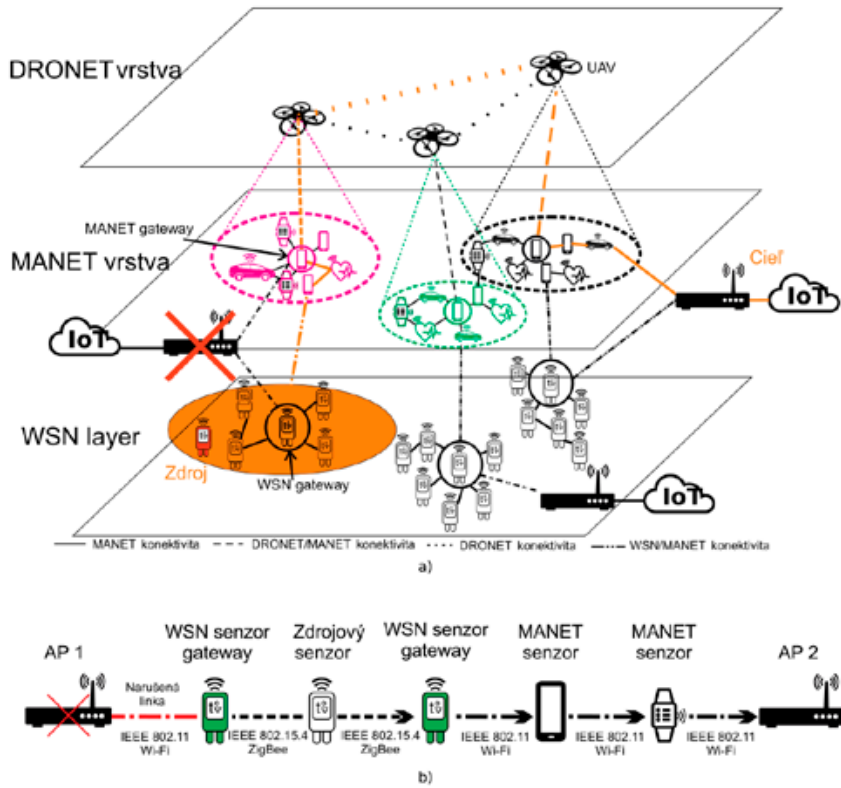 DRONET vrstva
UAV
MANET gateway
MANET vrstva
Cieľ
IoT
IoT
WSN layer
Zdroj
WSN gateway
IoT
MANET konektivita
DRONET/MANET konektivita
DRONET konektivita
WSN/MANET konektivita
a)
AP 1
WSN senzor
gateway
Zdrojový
senzor
WSN senzor
gateway
MANET
senzor
MANET
senzor
AP 2
Narušená
linka
IEEE 802.11
Wi-Fi
IEEE 802.15.4
ZigBee
IEEE 802.15.4
ZigBee
IEEE 802.11
Wi-Fi
IEEE 802.11
Wi-Fi
IEEE 802.11
Wi-Fi
b)